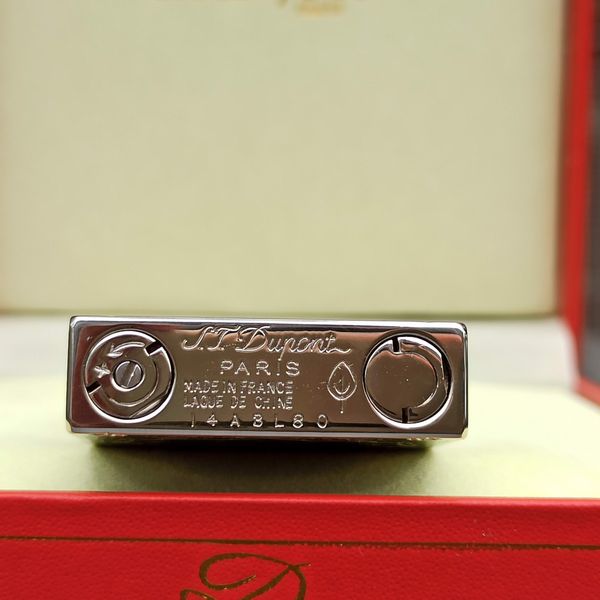 S.T. Dupont
PARIS
MADE IN FRANCE
LAQUE DE CHINE
14A8L80